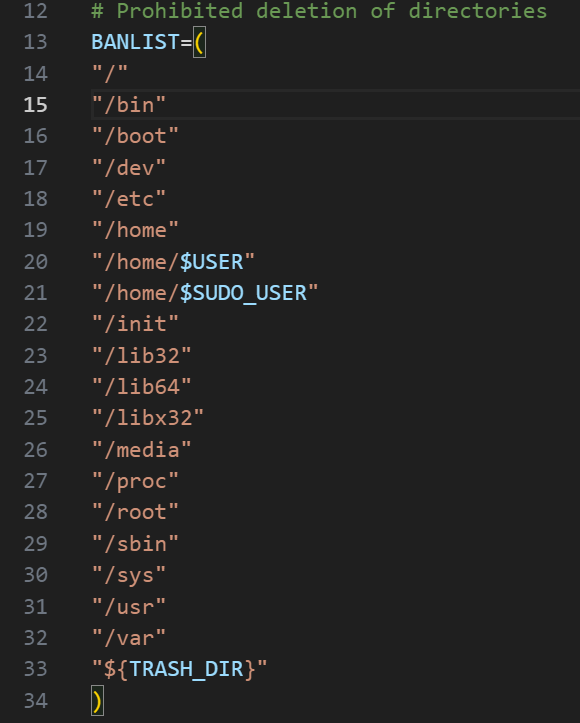 12 # Prohibited deletion of directories
13 BANLIST=(
14 "/"
15 "/bin"
16 "/boot"
17 "/dev"
18 "/etc"
19 "/home"
20 "/home/$USER"
21 "/home/$SUDO_USER"
22 "/init"
23 "/lib32"
24 "/lib64"
25 "/libx32"
26 "/media"
27 "/proc"
28 "/root"
29 "/sbin"
30 "/sys"
31 "/usr"
32 "/var"
33 "${TRASH_DIR}"
34 )